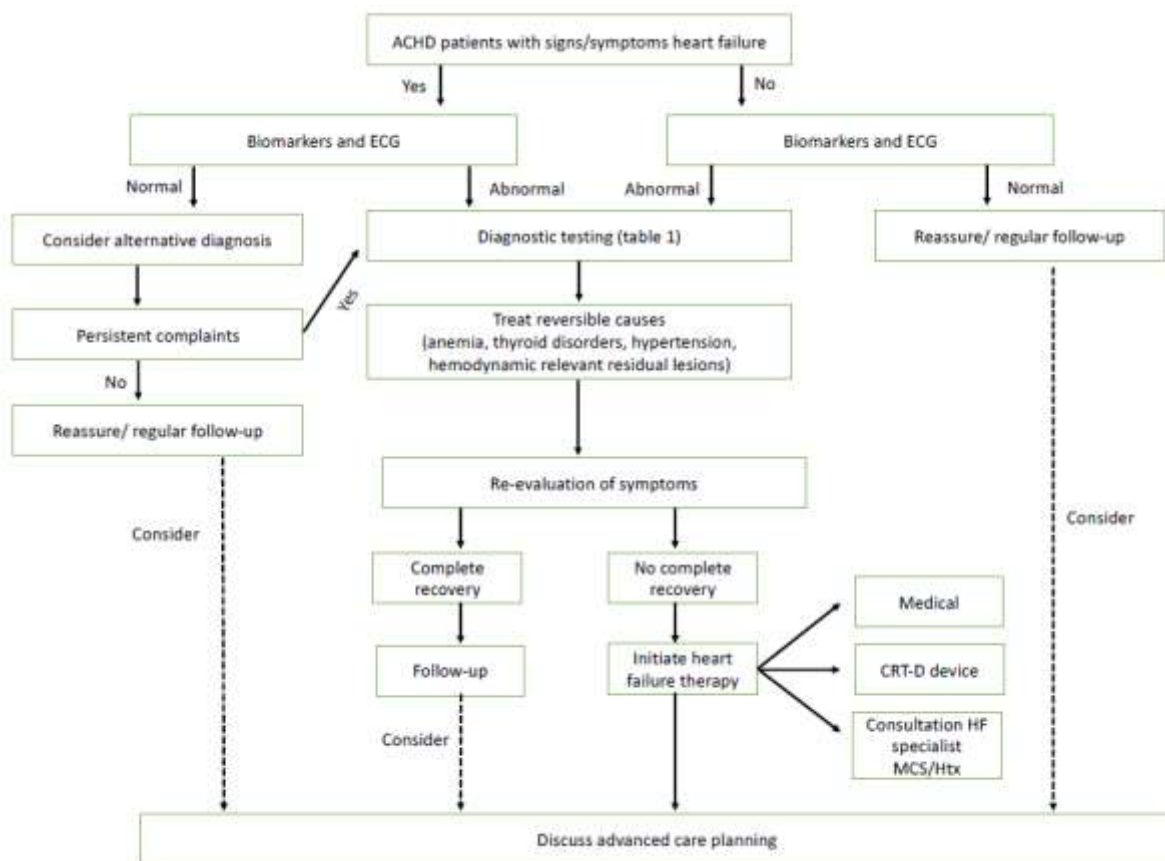 ACHD patients with signs/symptoms heart failure
Yes
No
Biomarkers and ECG
Biomarkers and ECG
Normal
Abnormal
Abnormal
Normal
Consider alternative diagnosis
Diagnostic testing (table 1)
Reassure/ regular follow-up
Yes
Persistent complaints
Treat reversible causes
(anemia, thyroid disorders, hypertension,
hemodynamic relevant residual lesions)
No
Reassure/ regular follow-up
Re-evaluation of symptoms
Consider
Consider
Complete
recovery
No complete
recovery
Medical
Follow-up
Initiate heart
failure therapy
CRT-D device
Consider
Consultation HF
specialist
MCS/Htx
Discuss advanced care planning